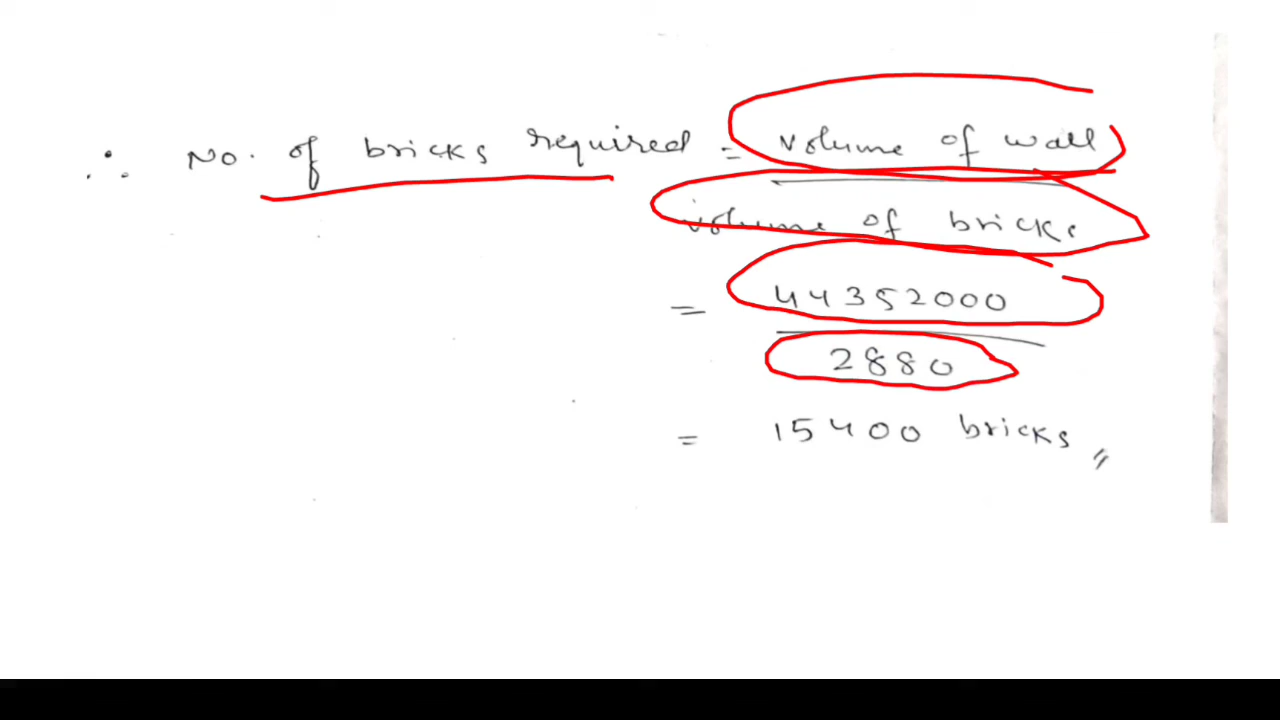 ∴ No. of bricks required = volume of wall
volume of bricks
= 44352000
2880
= 15400 bricks